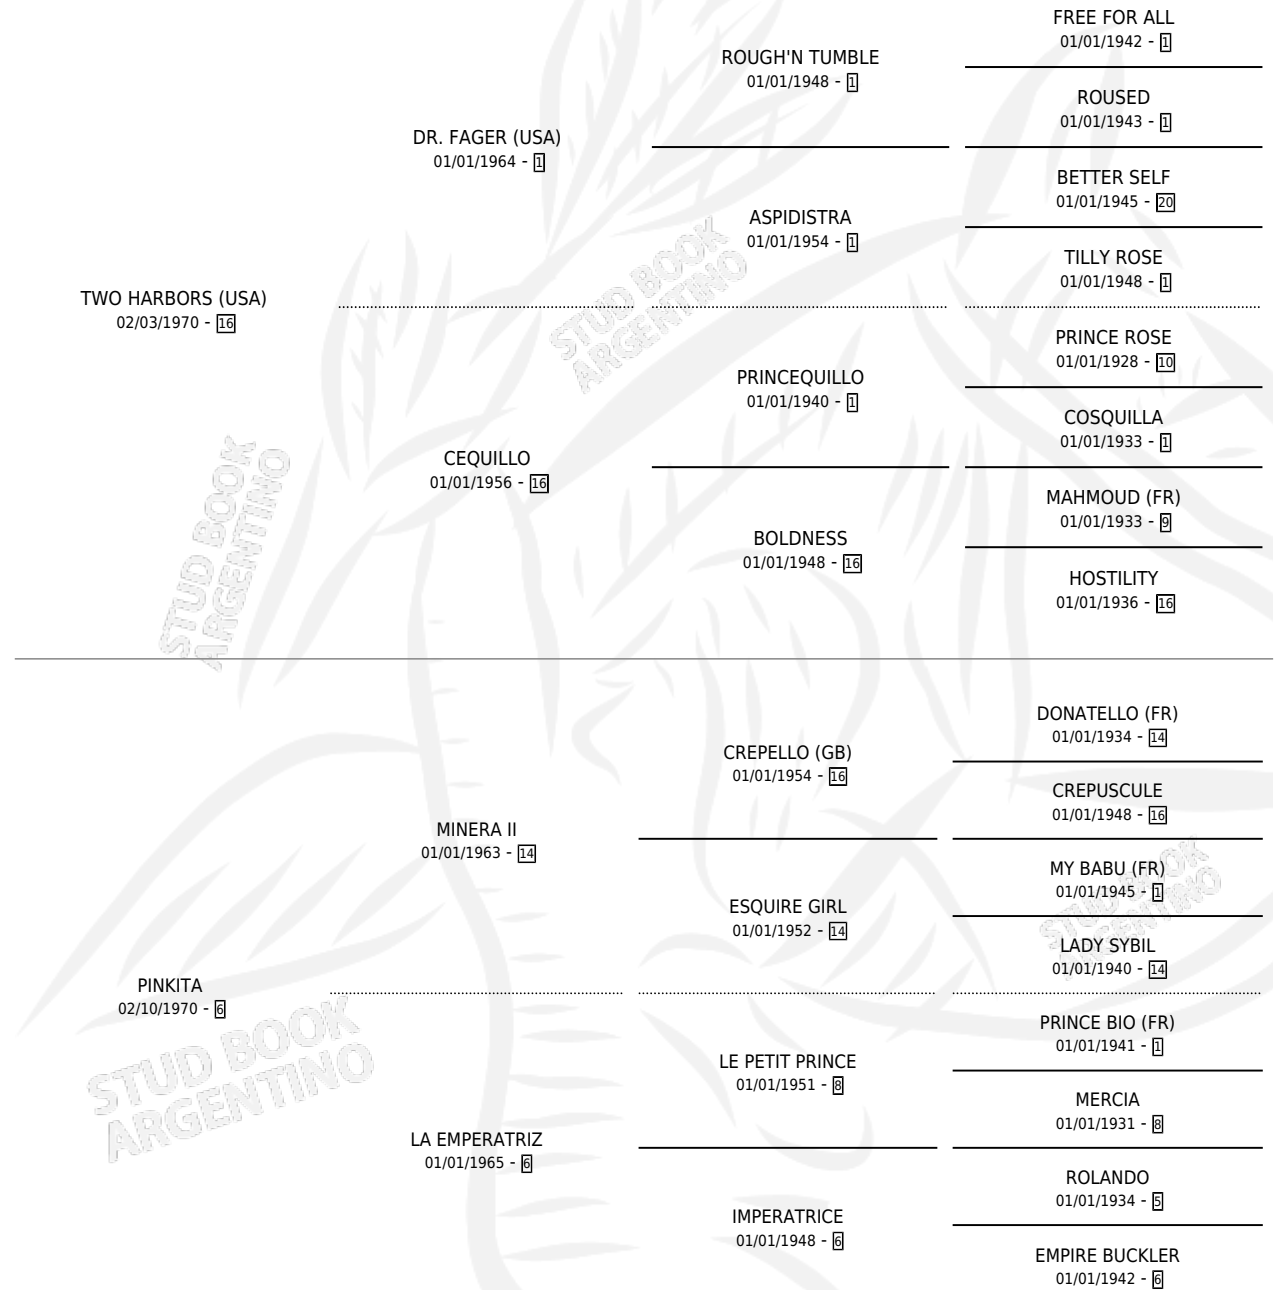 FREE FOR ALL
01/01/1942 - 1
ROUGH'N TUMBLE
01/01/1948 - 1
ROUSED
01/01/1943 - 1
DR. FAGER (USA)
01/01/1964 - 1
BETTER SELF
01/01/1945 - 20
ASPIDISTRA
01/01/1954 - 1
TILLY ROSE
01/01/1948 - 1
TWO HARBORS (USA)
02/03/1970 - 16
PRINCE ROSE
01/01/1928 - 10
PRINCEQUILLO
01/01/1940 - 1
COSQUILLA
01/01/1933 - 1
CEQUILLO
01/01/1956 - 16
MAHMOUD (FR)
01/01/1933 - 9
BOLDNESS
01/01/1948 - 16
HOSTILITY
01/01/1936 - 16
STUD BOOK
ARGENTINO
STUD BOOK
ARGENTINO
DONATELLO (FR)
01/01/1934 - 14
CREPELLO (GB)
01/01/1954 - 16
CREPUSCULE
01/01/1948 - 16
MINERA II
01/01/1963 - 14
MY BABU (FR)
01/01/1945 - 1
ESQUIRE GIRL
01/01/1952 - 14
LADY SYBIL
01/01/1940 - 14
STUD BOOK
ARGENTINO
PINKITA
02/10/1970 - 6
PRINCE BIO (FR)
01/01/1941 - 1
LE PETIT PRINCE
01/01/1951 - 8
MERCIA
01/01/1931 - 8
STUD BOOK
ARGENTINO
LA EMPERATRIZ
01/01/1965 - 6
ROLANDO
01/01/1934 - 5
IMPERATRICE
01/01/1948 - 6
EMPIRE BUCKLER
01/01/1942 - 6